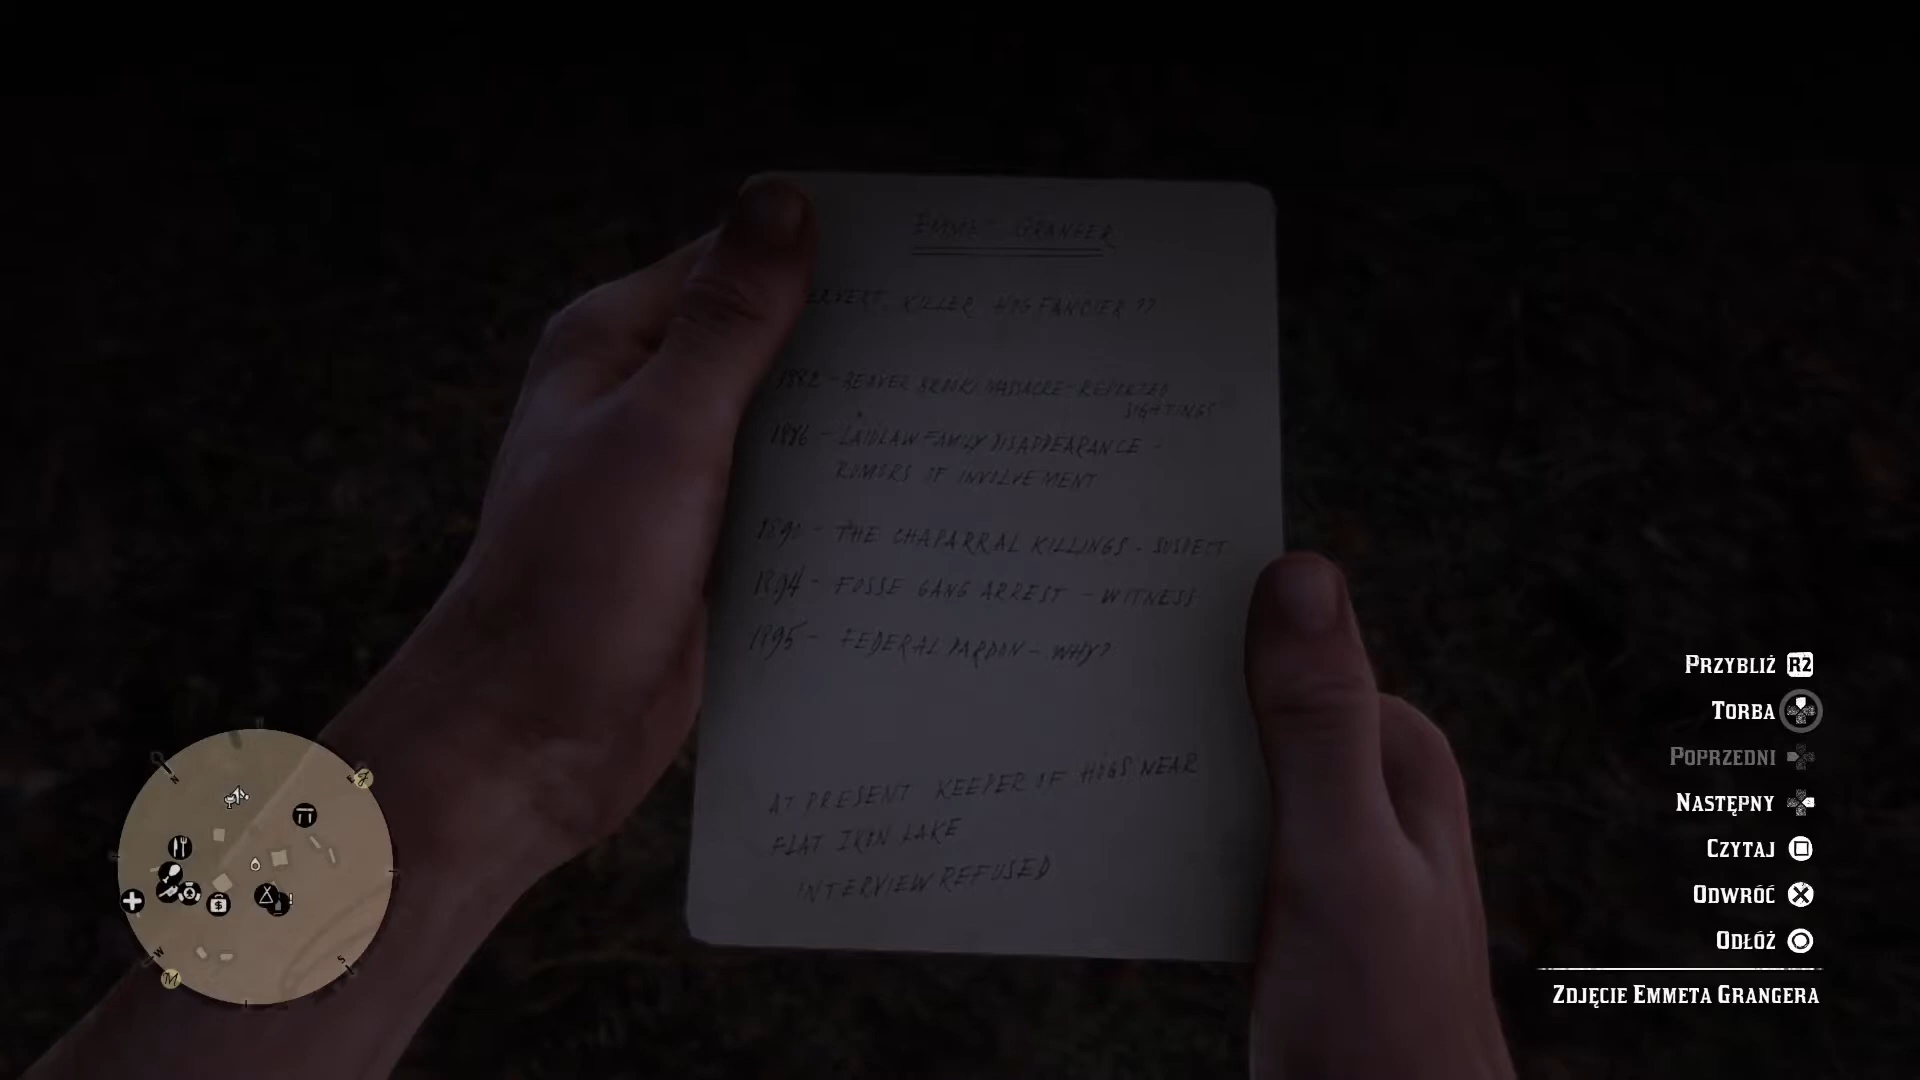 EMMET GRANGER
KILLER HOG FANCIER ??
1882 - BEAVER BROOK MASSACRE - REPORTED
SIGHTINGS
1886 - LAIDLAW FAMILY DISAPPEARANCE -
RUMORS OF INVOLVEMENT
1890 - THE CHAPARRAL KILLINGS - SUSPECT
1894 - FOSSE GANG ARREST - WITNESS
1895 - FEDERAL PARDON - WHY?
AT PRESENT KEEPER OF HOGS NEAR
FLAT IRON LAKE
INTERVIEW REFUSED
PRZYBLIŻ R2
TORBA
POPRZEDNI
NASTĘPNY
CZYTAJ
ODWRÓĆ
ODŁÓŻ
ZDJĘCIE EMMETA GRANGERA